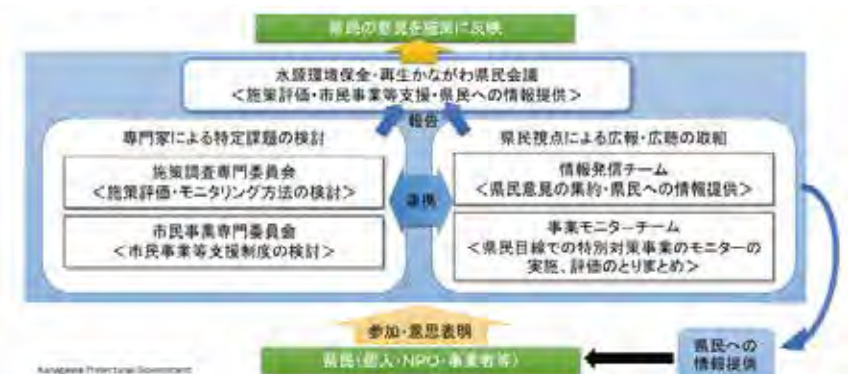 県民の意見を施策に反映
水源環境保全・再生かながわ県民会議
<施策評価・市民事業等支援・県民への情報提供>
報告
専門家による特定課題の検討
県民視点による広報・広聴の取組
施策調査専門委員会
<施策評価・モニタリング方法の検討>
情報発信チーム
<県民意見の集約・県民への情報提供>
連携
市民事業専門委員会
<市民事業等支援制度の検討>
事業モニターチーム
<県民目線での特別対策事業のモニターの
実施、評価のとりまとめ>
参加・意思表明
県民(個人・NPO・事業者等)
県民への
情報提供
Kanagawa Prefectural Government